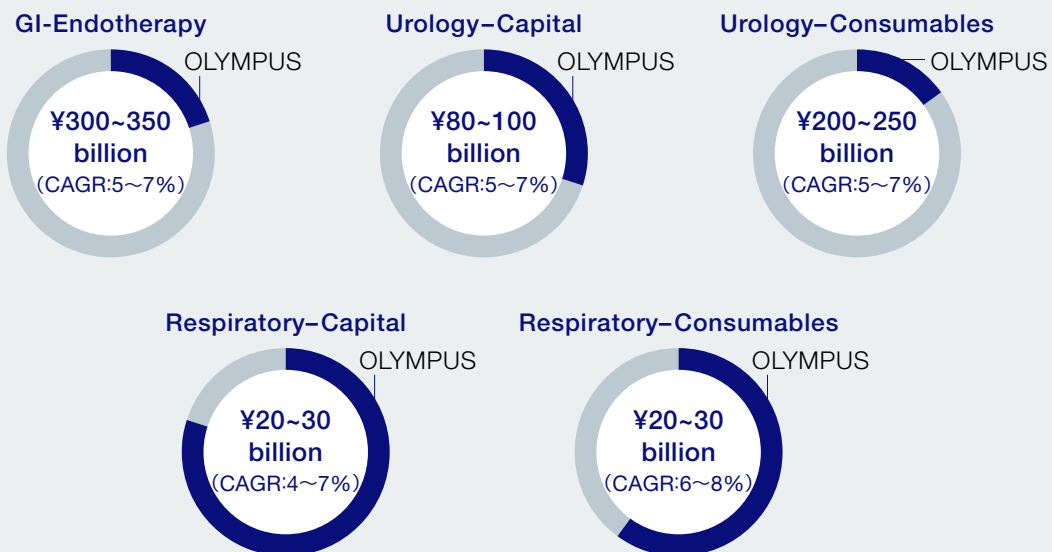 GI-Endotherapy
OLYMPUS
¥300~350
billion
(CAGR:5〜7%)
Urology–Capital
OLYMPUS
¥80~100
billion
(CAGR:5〜7%)
Urology–Consumables
OLYMPUS
¥200~250
billion
(CAGR:5〜7%)
Respiratory–Capital
OLYMPUS
¥20~30
billion
(CAGR:4〜7%)
Respiratory–Consumables
OLYMPUS
¥20~30
billion
(CAGR:6〜8%)